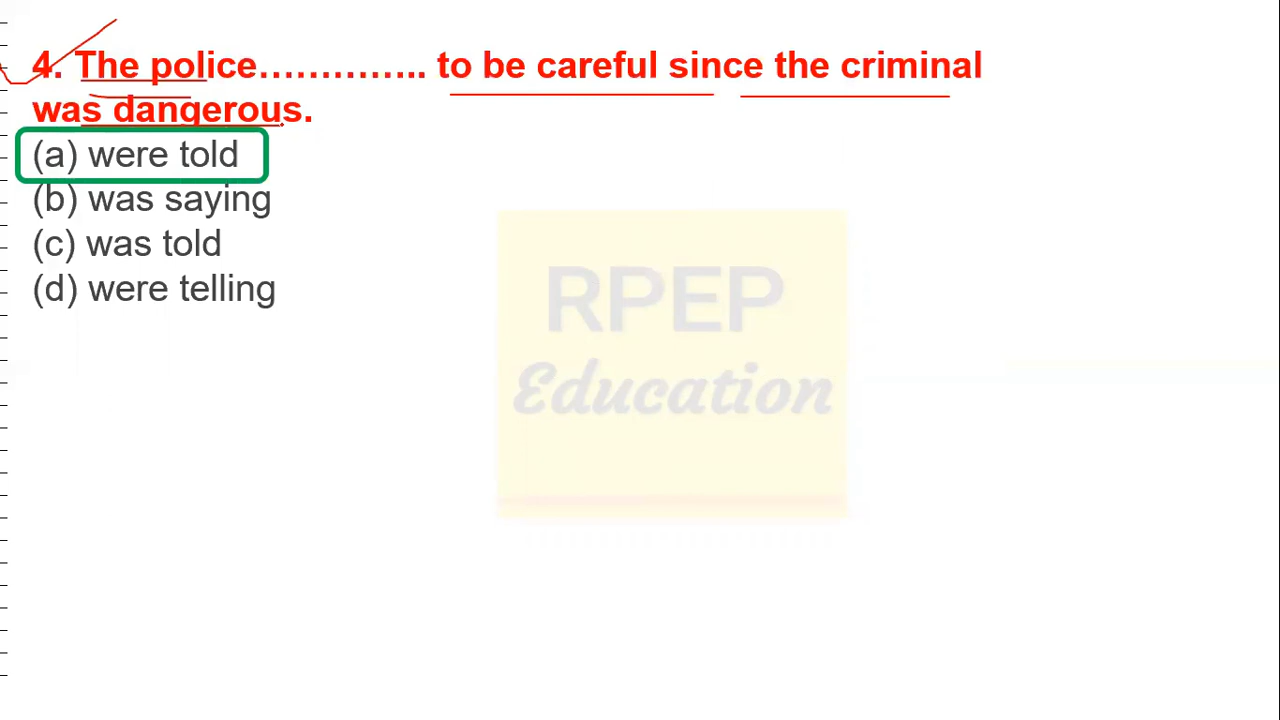 4. The police………….. to be careful since the criminal
was dangerous.
(a) were told
(b) was saying
(c) was told
(d) were telling
RPEP
Education